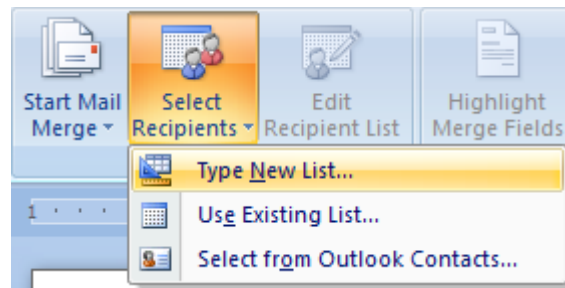 Start Mail Merge
Select Recipients
Edit Recipient List
Highlight Merge Fields
Type New List...
1
Use Existing List...
Select from Outlook Contacts...